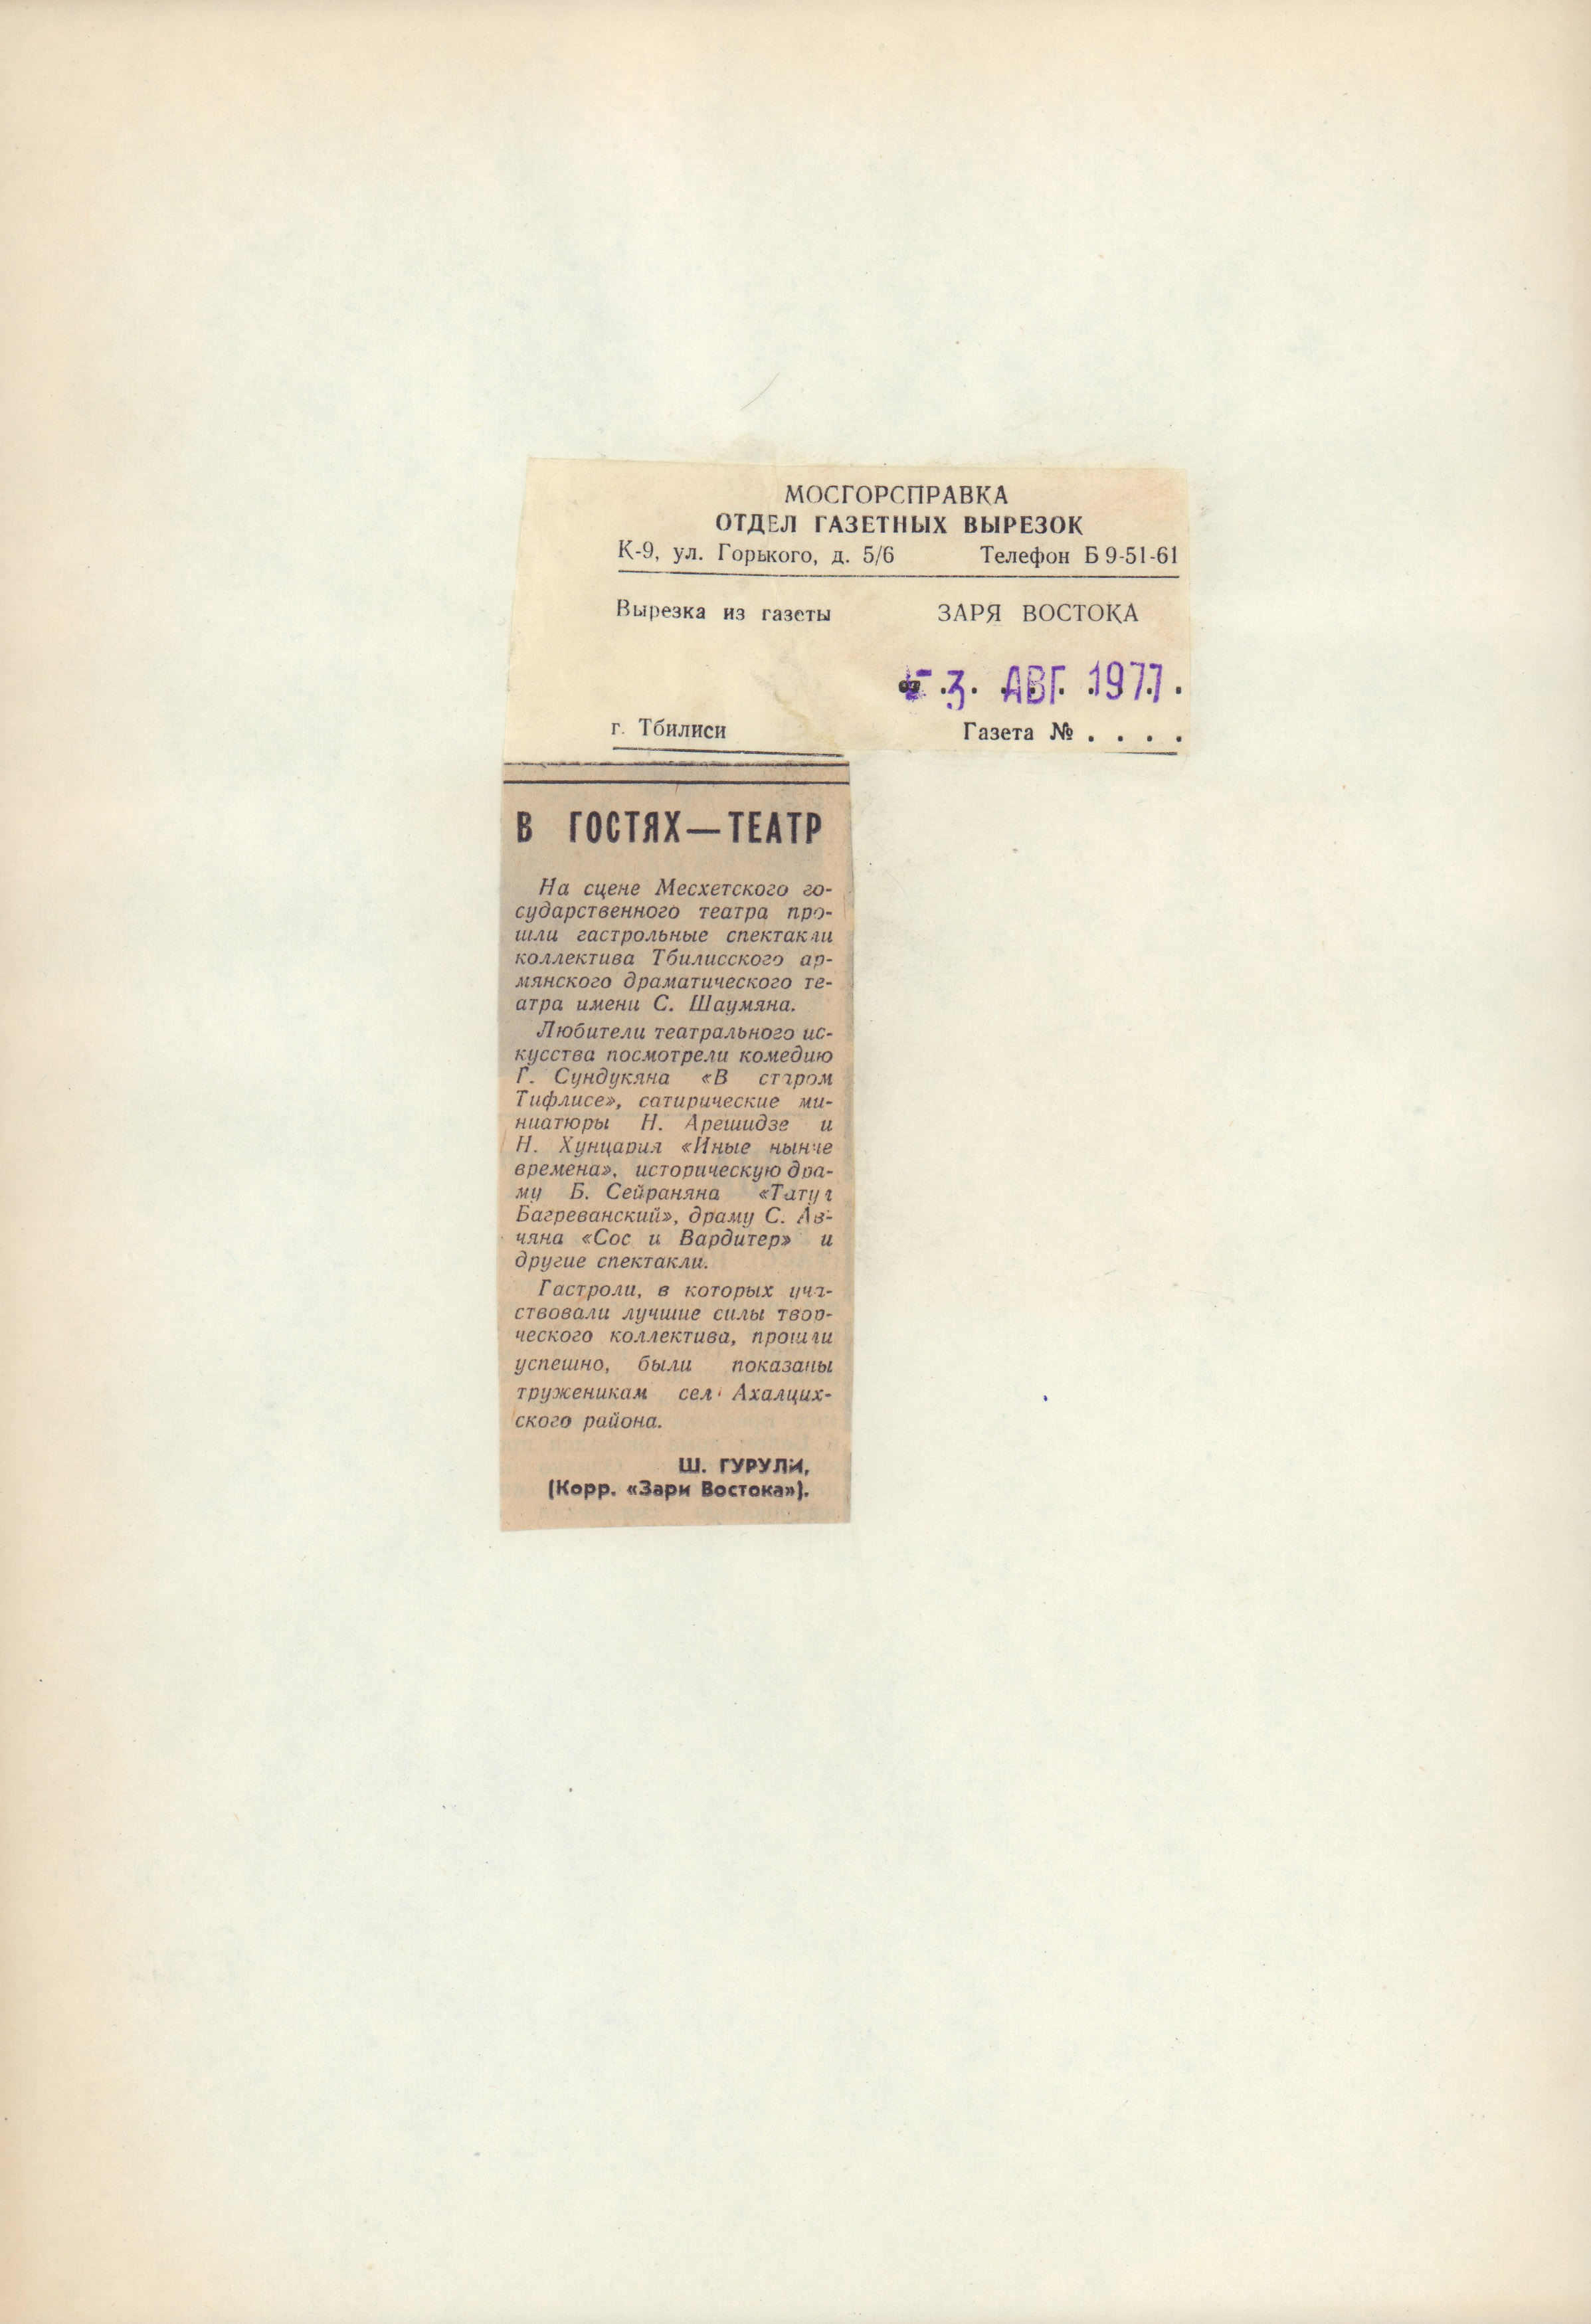 МОСГОРСПРАВКА
ОТДЕЛ ГАЗЕТНЫХ ВЫРЕЗОК
К-9, ул. Горького, д. 5/6 Телефон Б 9-51-61
Вырезка из газеты ЗАРЯ ВОСТОКА
3 АВГ 1977
г. Тбилиси Газета № . . . .
В ГОСТЯХ — ТЕАТР
На сцене Месхетского го-
сударственного театра про-
шли гастрольные спектакли
коллектива Тбилисского ар-
мянского драматического те-
атра имени С. Шаумяна.
Любители театрального ис-
кусства посмотрели комедию
Г. Сундукяна «В старом
Тифлисе», сатирические ми-
ниатюры Н. Арешидзе и
Н. Хунцария «Иные нынче
времена», историческую дра-
му Б. Сейраняна «Татул
Багреванский», драму С. Ав-
чяна «Сос и Вардитер» и
другие спектакли.
Гастроли, в которых уча-
ствовали лучшие силы твор-
ческого коллектива, прошли
успешно, были показаны
труженикам сел Ахалцих-
ского района.
Ш. ГУРУЛИ,
(Корр. «Зари Востока»).